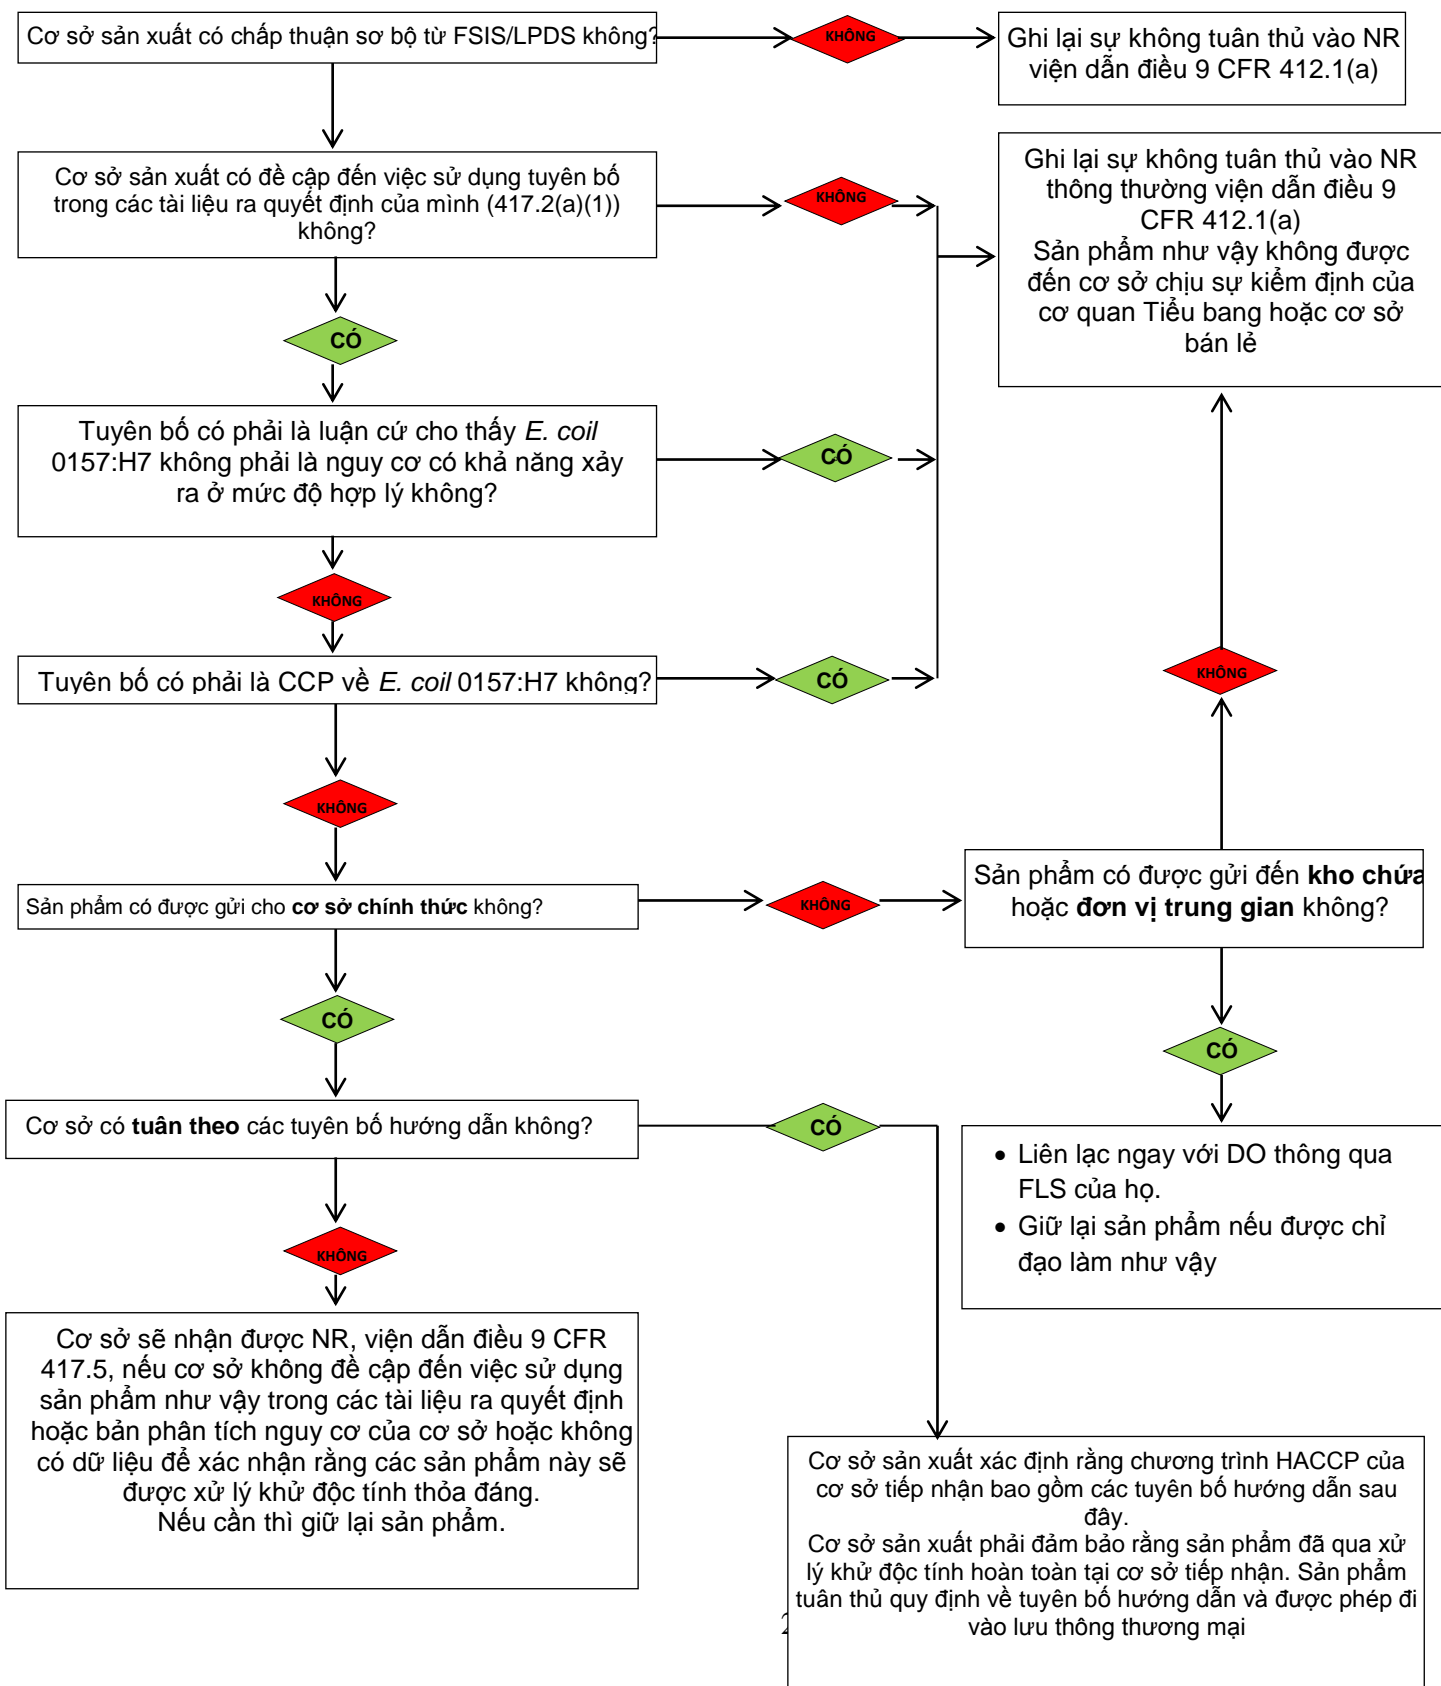 Cơ sở sản xuất có chấp thuận sơ bộ từ FSIS/LPDS không?
KHÔNG
Ghi lại sự không tuân thủ vào NR
viện dẫn điều 9 CFR 412.1(a)
Cơ sở sản xuất có đề cập đến việc sử dụng tuyên bố
trong các tài liệu ra quyết định của mình (417.2(a)(1))
không?
KHÔNG
Ghi lại sự không tuân thủ vào NR
thông thường viện dẫn điều 9
CFR 412.1(a)
Sản phẩm như vậy không được
đến cơ sở chịu sự kiểm định của
cơ quan Tiểu bang hoặc cơ sở
bán lẻ
CÓ
Tuyên bố có phải là luận cứ cho thấy E. coil
0157:H7 không phải là nguy cơ có khả năng xảy
ra ở mức độ hợp lý không?
CÓ
KHÔNG
Tuyên bố có phải là CCP về E. coil 0157:H7 không?
CÓ
KHÔNG
KHÔNG
Sản phẩm có được gửi cho cơ sở chính thức không?
KHÔNG
Sản phẩm có được gửi đến kho chứa
hoặc đơn vị trung gian không?
CÓ
CÓ
Cơ sở có tuân theo các tuyên bố hướng dẫn không?
CÓ
• Liên lạc ngay với DO thông qua
FLS của họ.
• Giữ lại sản phẩm nếu được chỉ
đạo làm như vậy
KHÔNG
Cơ sở sẽ nhận được NR, viện dẫn điều 9 CFR
417.5, nếu cơ sở không đề cập đến việc sử dụng
sản phẩm như vậy trong các tài liệu ra quyết định
hoặc bản phân tích nguy cơ của cơ sở hoặc không
có dữ liệu để xác nhận rằng các sản phẩm này sẽ
được xử lý khử độc tính thỏa đáng.
Nếu cần thì giữ lại sản phẩm.
Cơ sở sản xuất xác định rằng chương trình HACCP của
cơ sở tiếp nhận bao gồm các tuyên bố hướng dẫn sau
đây.
Cơ sở sản xuất phải đảm bảo rằng sản phẩm đã qua xử
lý khử độc tính hoàn toàn tại cơ sở tiếp nhận. Sản phẩm
tuân thủ quy định về tuyên bố hướng dẫn và được phép đi
vào lưu thông thương mại